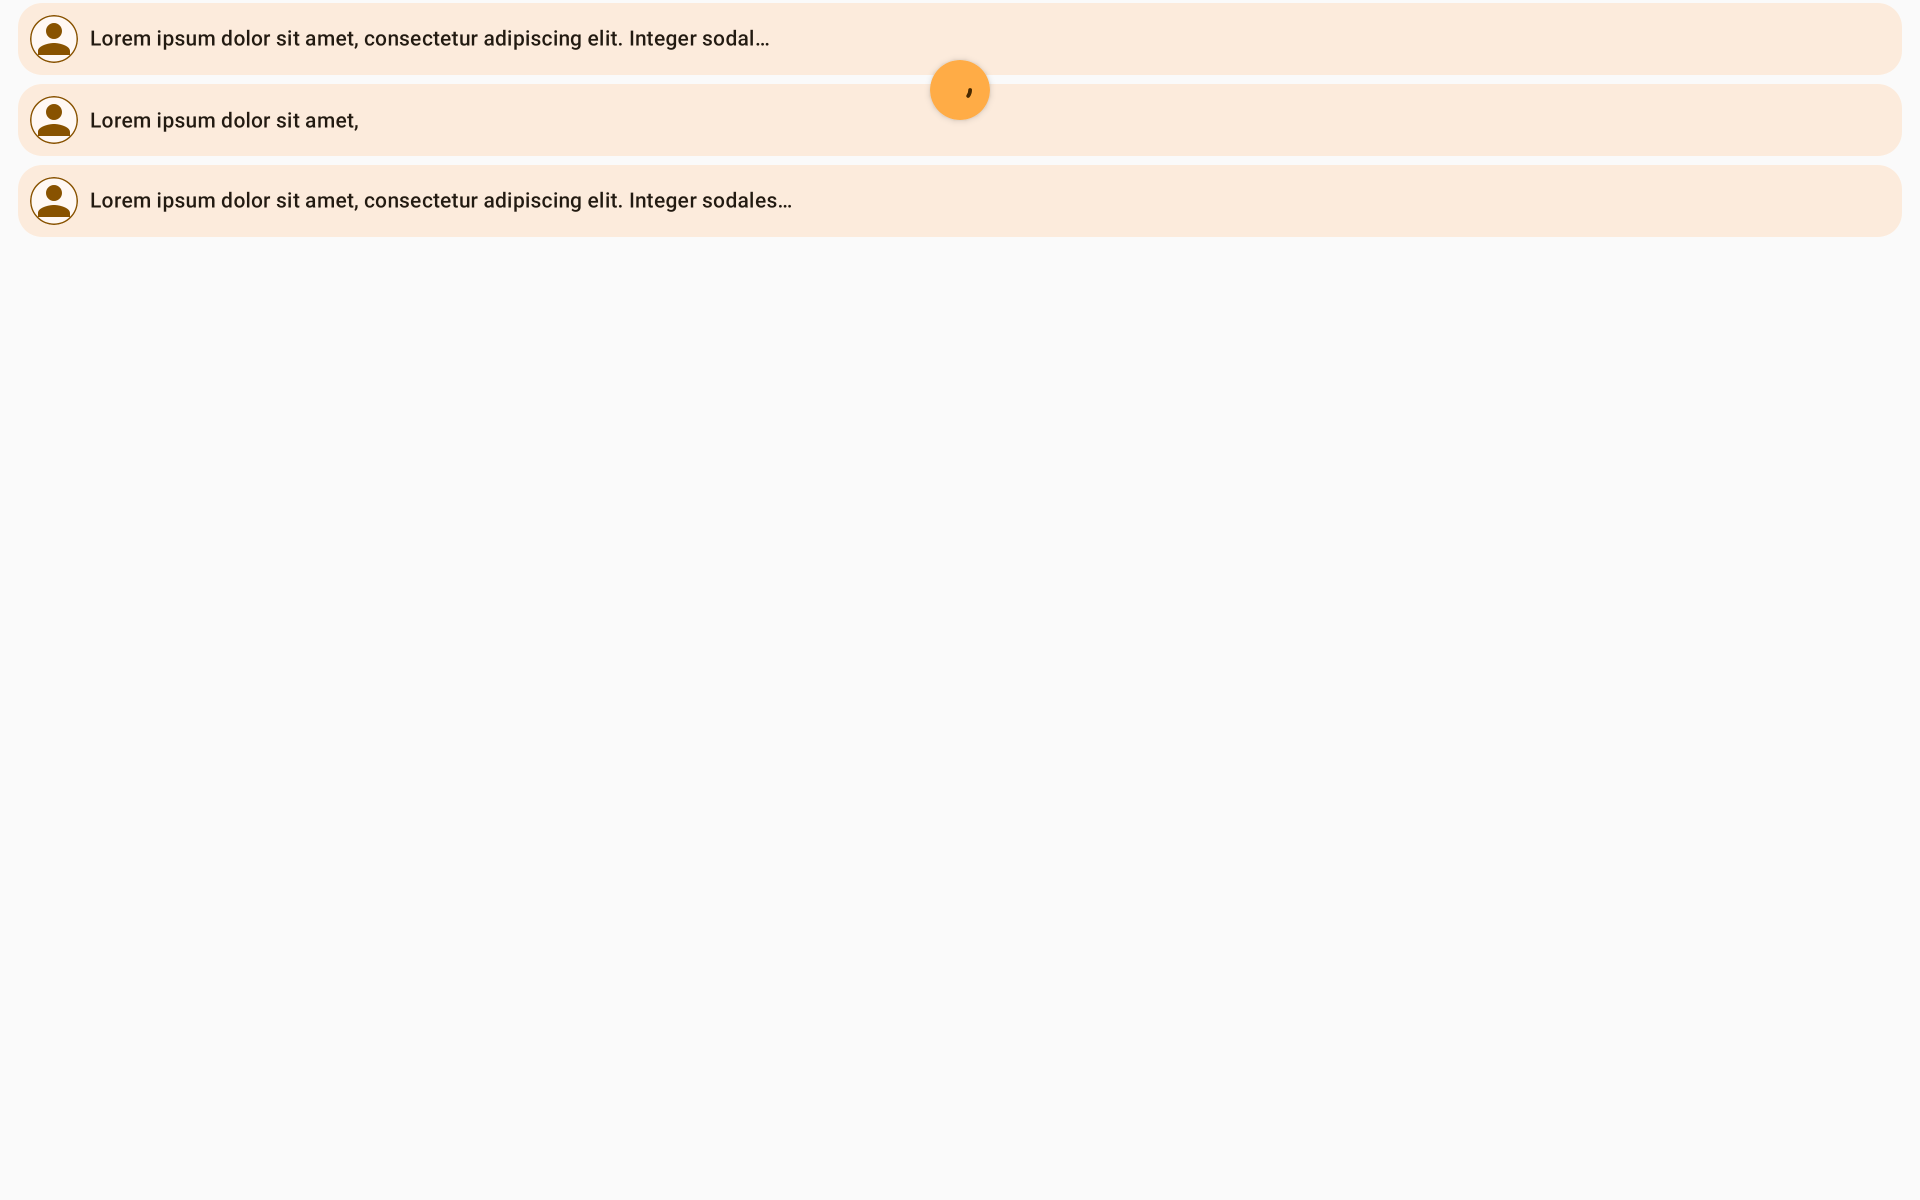 Lorem ipsum dolor sit amet, consectetur adipiscing elit. Integer sodal…
Lorem ipsum dolor sit amet,
Lorem ipsum dolor sit amet, consectetur adipiscing elit. Integer sodales…